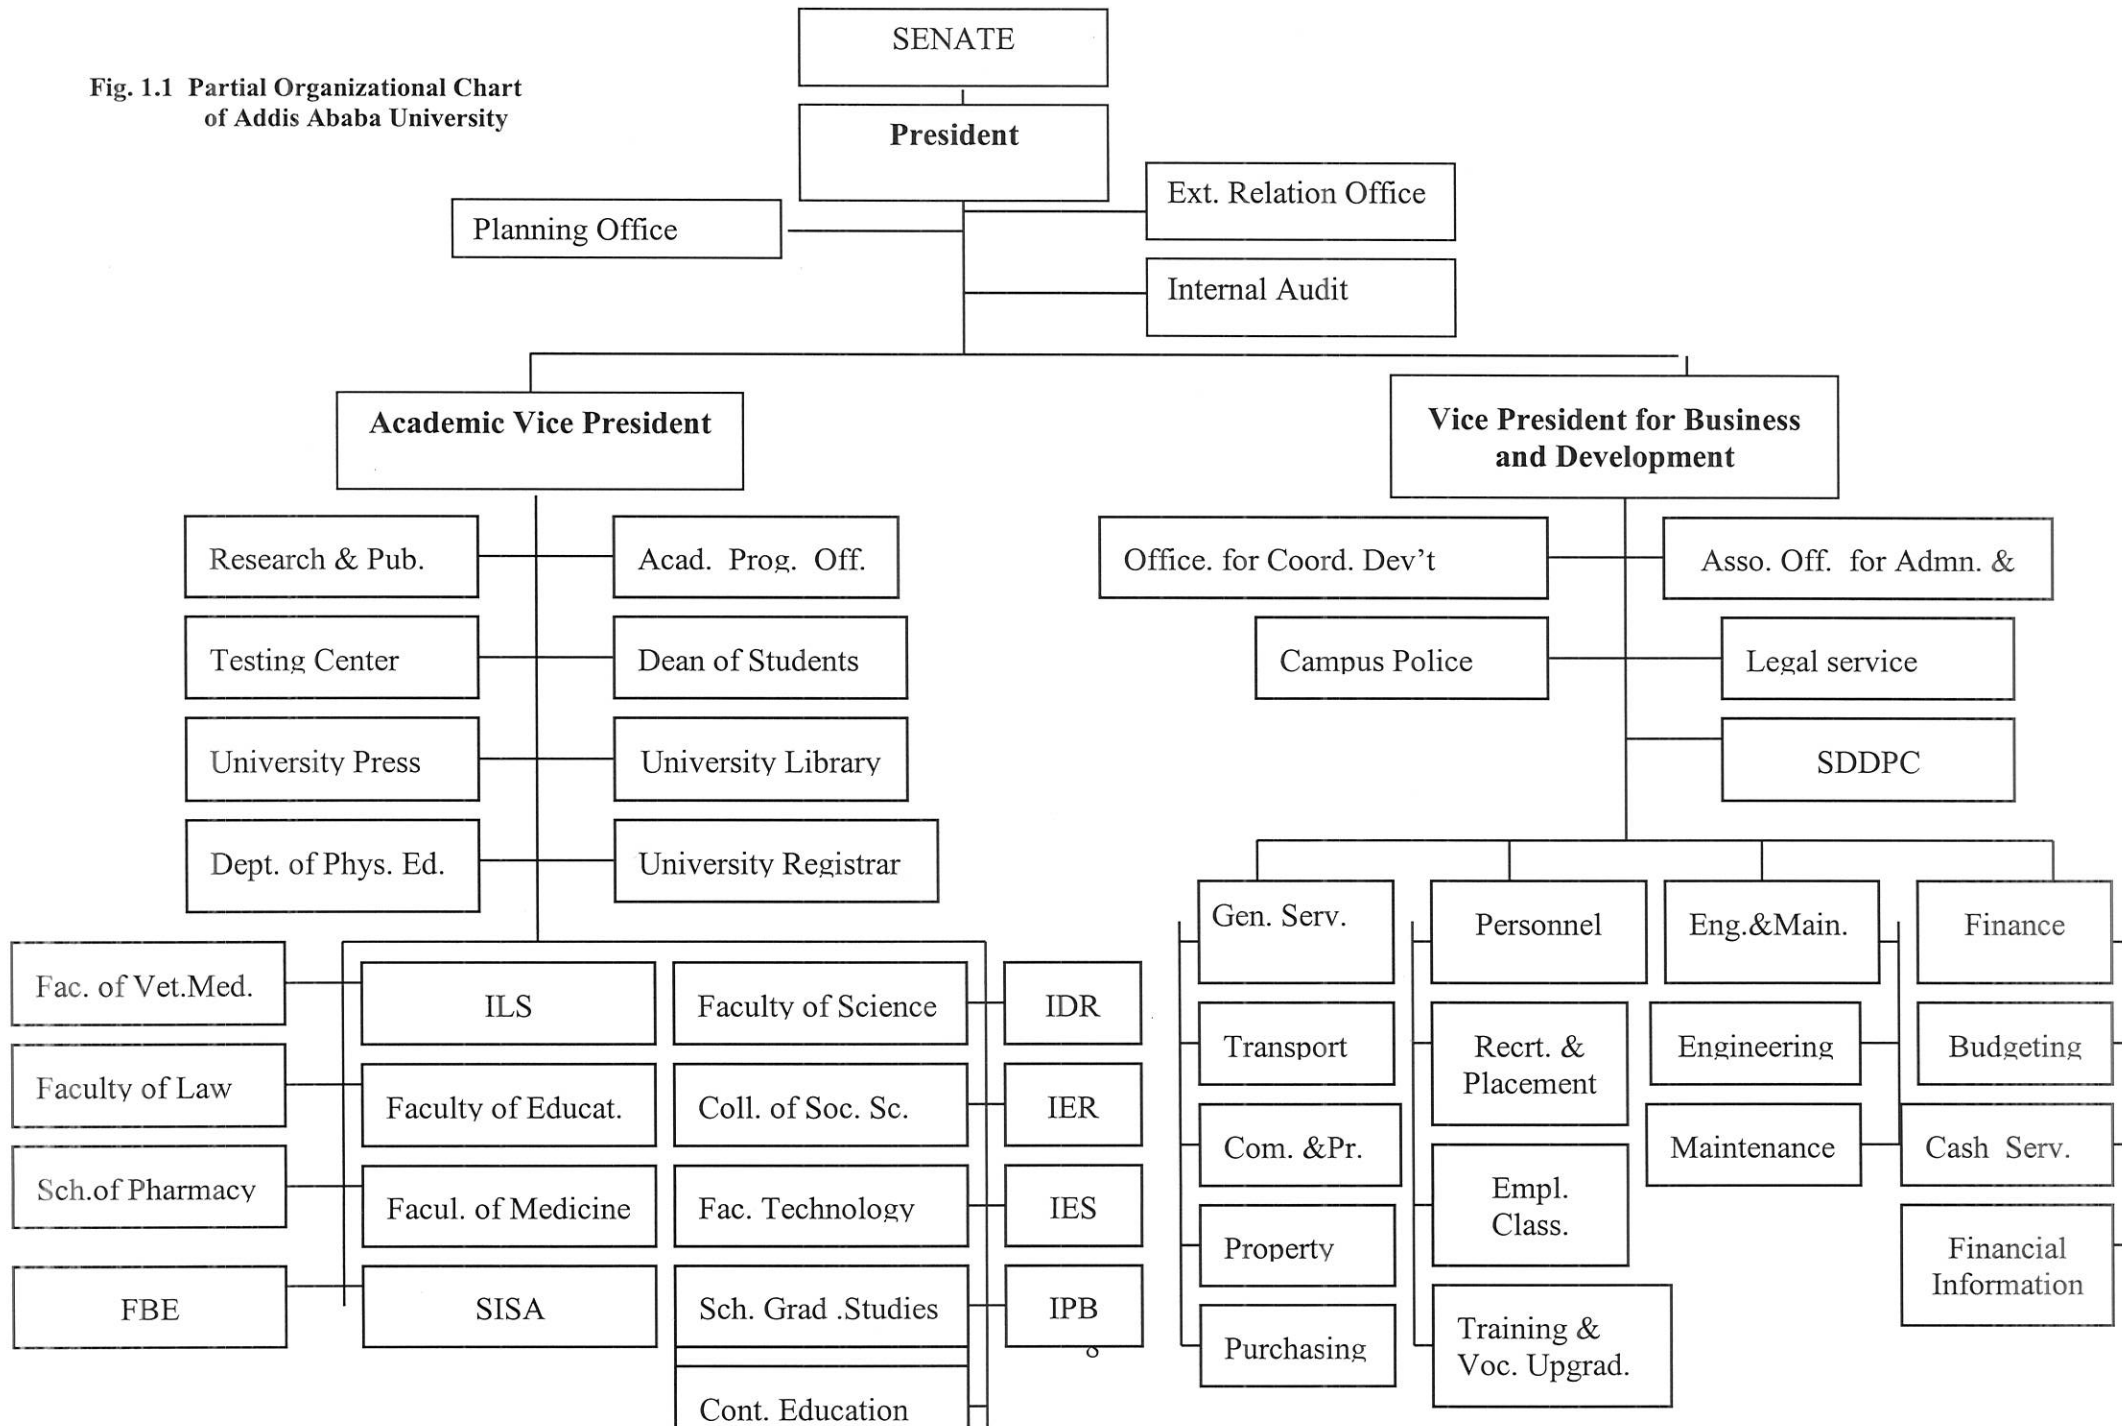 SENATE
Fig. 1.1 Partial Organizational Chart
of Addis Ababa University
President
Ext. Relation Office
Planning Office
Internal Audit
Academic Vice President
Vice President for Business
and Development
Research & Pub.
Acad. Prog. Off.
Office. for Coord. Dev't
Asso. Off. for Admn. &
Testing Center
Dean of Students
Campus Police
Legal service
University Press
University Library
SDDPC
Dept. of Phys. Ed.
University Registrar
Gen. Serv.
Personnel
Eng.&Main.
Finance
Fac. of Vet.Med.
ILS
Faculty of Science
IDR
Transport
Recrt. &
Placement
Engineering
Budgeting
Faculty of Law
Faculty of Educat.
Coll. of Soc. Sc.
IER
Com. &Pr.
Maintenance
Cash Serv.
Sch.of Pharmacy
Facul. of Medicine
Fac. Technology
IES
Empl.
Class.
Property
Financial
Information
FBE
SISA
Sch. Grad .Studies
IPB
Purchasing
Training &
Voc. Upgrad.
Cont. Education